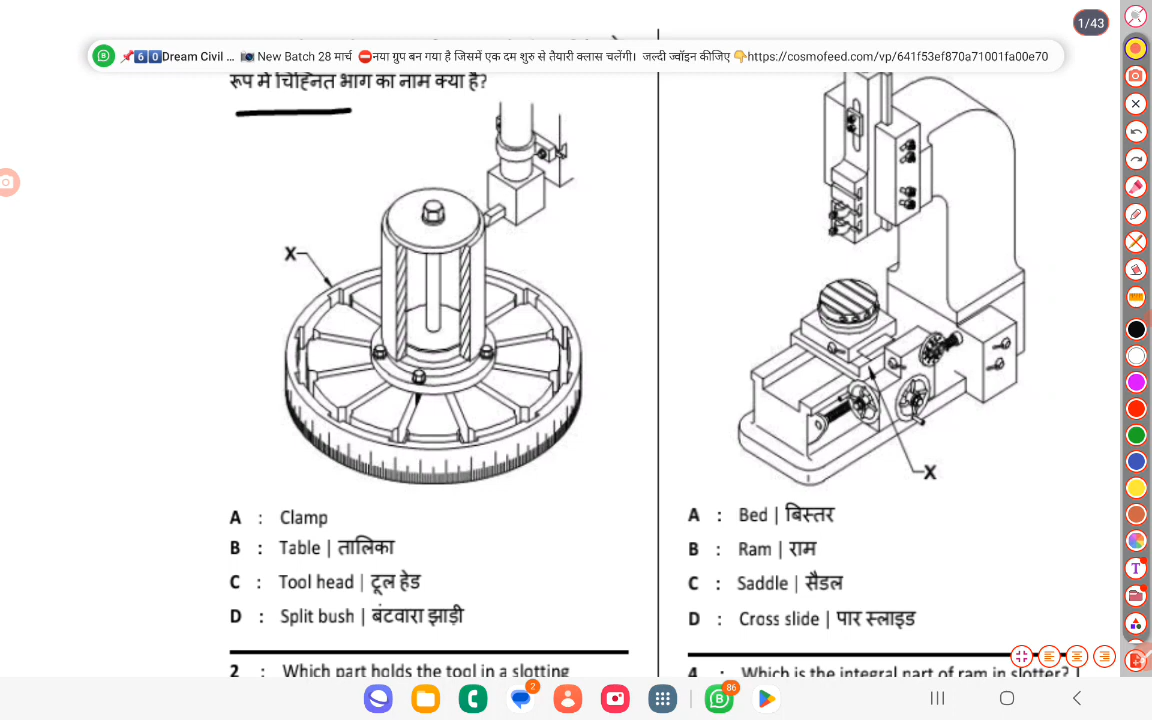 1/43
📌6️⃣0️⃣Dream Civil ... 📷 New Batch 28 मार्च ⛔नया ग्रुप बन गया है जिसमें एक दम शुरु से तैयारी क्लास चलेंगी। जल्दी ज्वॉइन कीजिए 👇https://cosmofeed.com/vp/641f53ef870a71001fa00e70
रूप में चिह्नित भाग का नाम क्या है?
X
A : Clamp
B : Table | तालिका
C : Tool head | टूल हेड
D : Split bush | बंटवारा झाड़ी
2 : Which part holds the tool in a slotting
X
A : Bed | बिस्तर
B : Ram | राम
C : Saddle | सैडल
D : Cross slide | पार स्लाइड
4 : Which is the integral part of ram in slotter? |
T
2
86